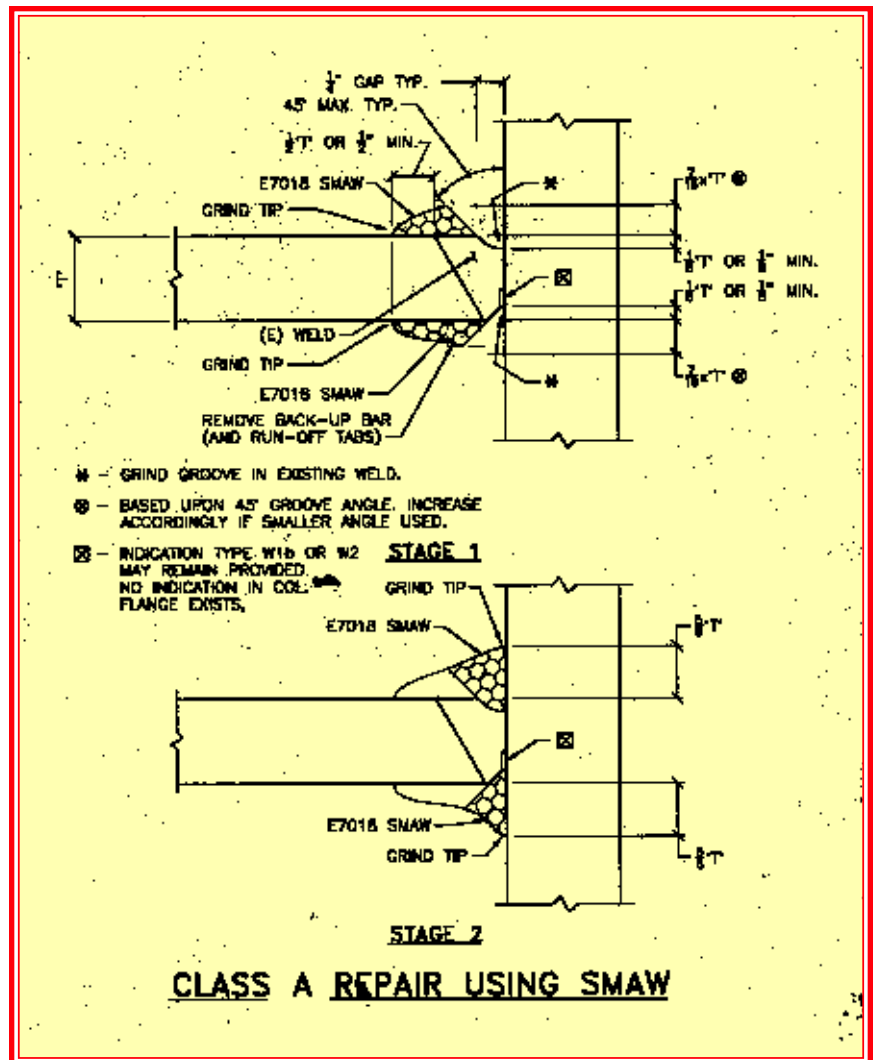 ¼" GAP TYP.
45° MAX. TYP.
½"T" OR ½" MIN.
E7018 SMAW
GRIND TIP
⅛"T" OR ⅛" MIN.
⅛"T" OR ⅛" MIN.
"T"
(E) WELD
GRIND TIP
E7018 SMAW
REMOVE BACK-UP BAR
(AND RUN-OFF TABS)
* - GRIND GROOVE IN EXISTING WELD.
⊗ - BASED UPON 45° GROOVE ANGLE. INCREASE
ACCORDINGLY IF SMALLER ANGLE USED.
⊠ - INDICATION TYPE W1b OR W2
MAY REMAIN PROVIDED
NO INDICATION IN COL.
FLANGE EXISTS.
STAGE 1
GRIND TIP
E7018 SMAW
E7018 SMAW
GRIND TIP
STAGE 2
CLASS A REPAIR USING SMAW